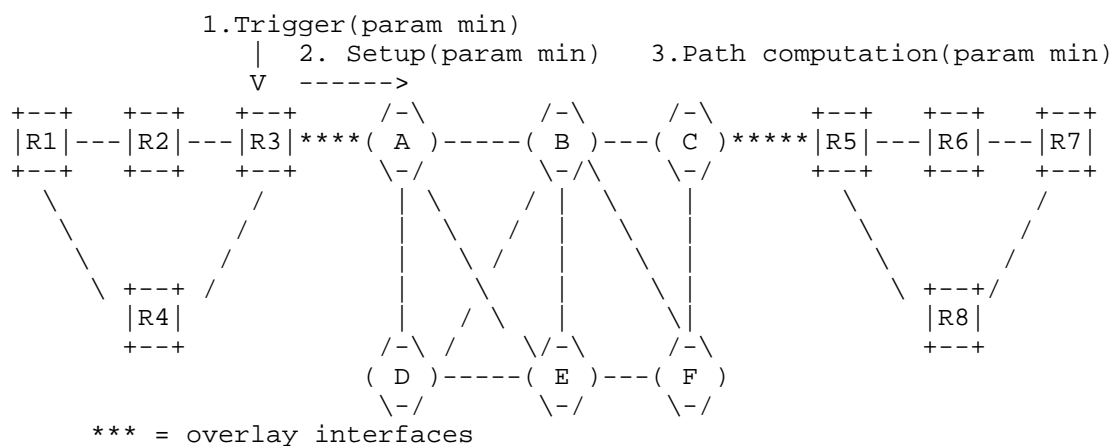 1.Trigger(param min)
| 2. Setup(param min) 3.Path computation(param min)
V ------>
+--+ +--+ +--+ /-\ /-\ /-\ +--+ +--+ +--+
|R1|---|R2|---|R3|****( A )-----( B )---( C )*****|R5|---|R6|---|R7|
+--+ +--+ +--+ \-/ \-/ \-/ +--+ +--+ +--+
\ / | \ / | \ | \ /
\ / | \ / | \ | \ /
\ / | \ / | \ | \ /
\ +--+ / | \ / | \ | \ +--+/
|R4| | / \ | \ | |R8|
+--+ /-\ / \/-\ /-\ +--+
( D )-----( E )---( F )
\-/ \-/ \-/
*** = overlay interfaces